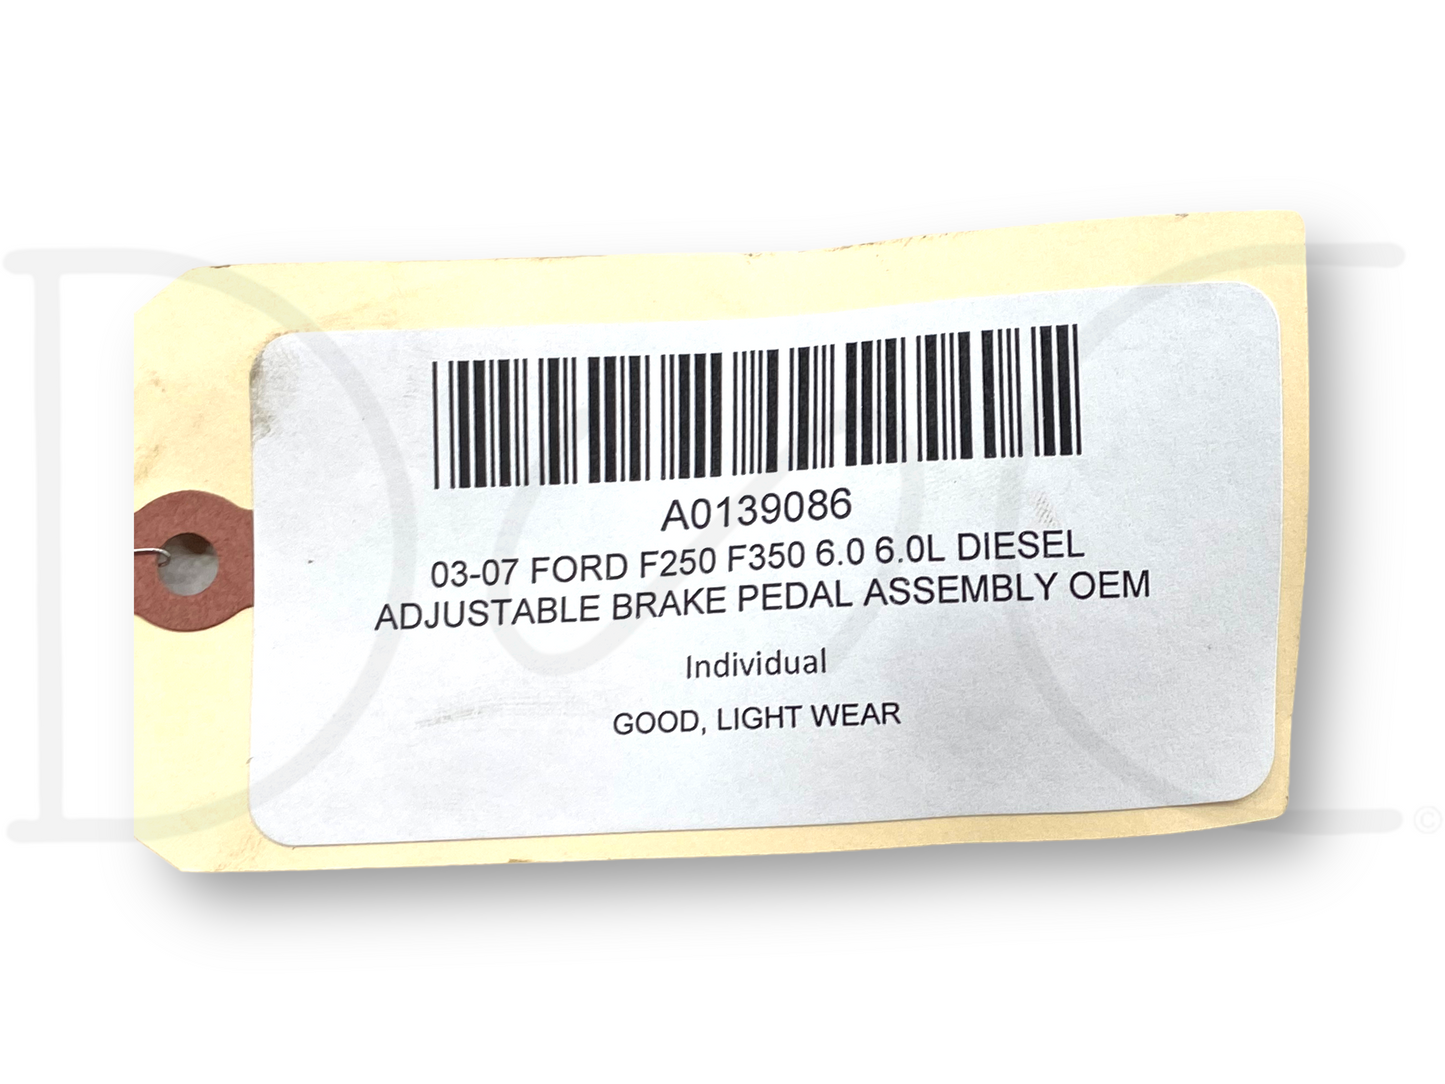 A0139086
03-07 FORD F250 F350 6.0 6.0L DIESEL
ADJUSTABLE BRAKE PEDAL ASSEMBLY OEM
Individual
GOOD, LIGHT WEAR
©